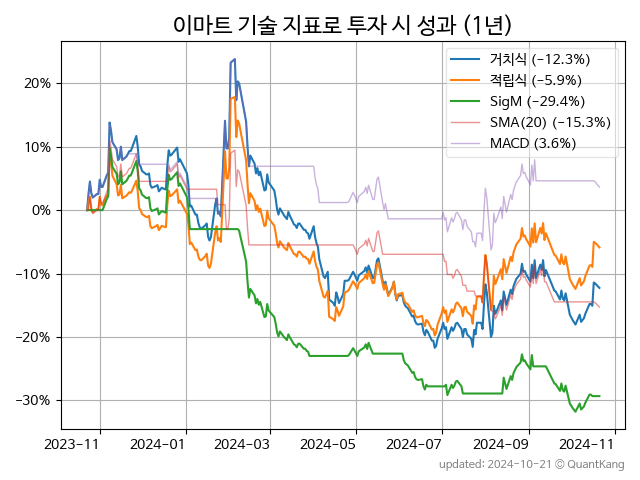 이마트 기술 지표로 투자 시 성과 (1년)
거치식 (−12.3%)
적립식 (−5.9%)
SigM (−29.4%)
SMA(20) (−15.3%)
MACD (3.6%)
20%
10%
0%
−10%
−20%
−30%
2023-11 2024-01 2024-03 2024-05 2024-07 2024-09 2024-11
updated: 2024-10-21 © QuantKang